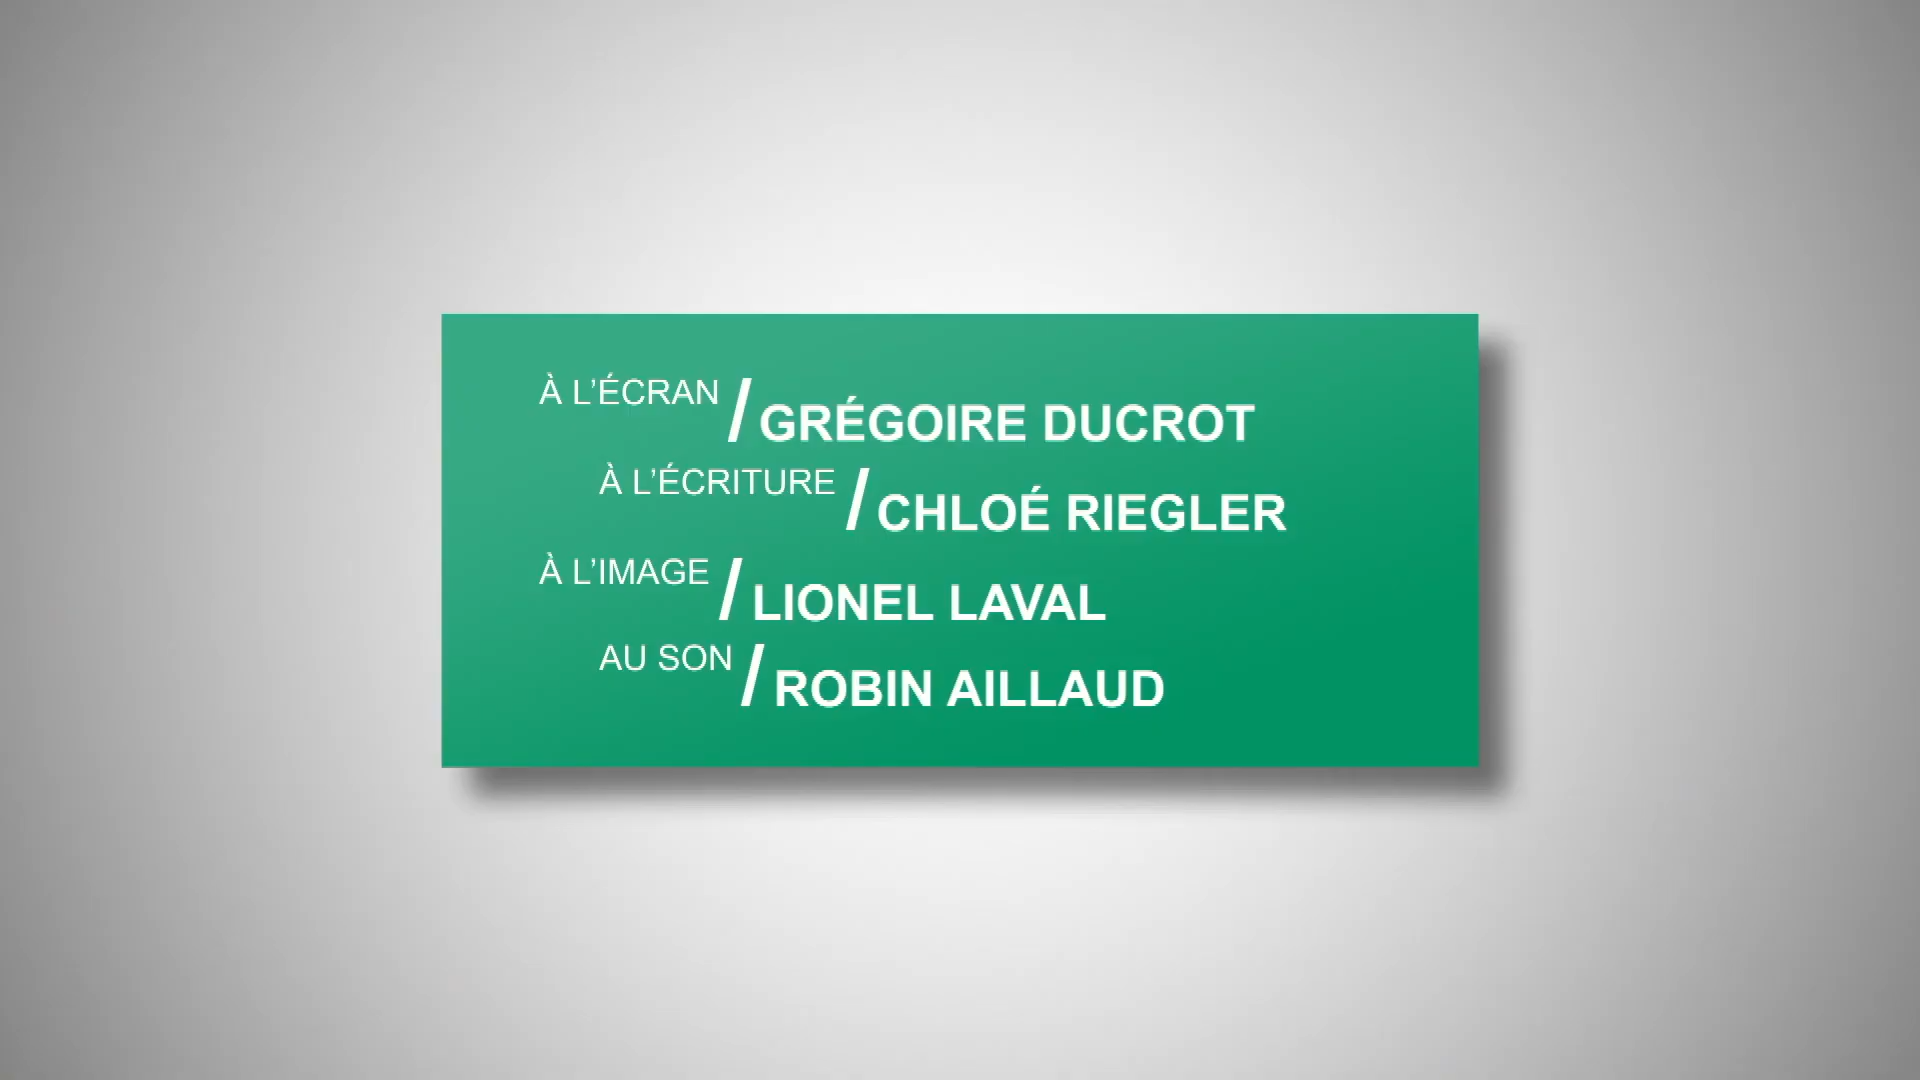 À L’ÉCRAN / GRÉGOIRE DUCROT
À L’ÉCRITURE / CHLOÉ RIEGLER
À L’IMAGE / LIONEL LAVAL
AU SON / ROBIN AILLAUD